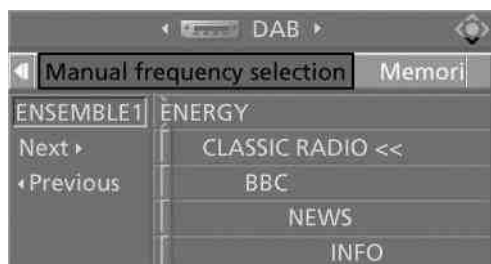 DAB
Manual frequency selection Memori
ENSEMBLE1 ENERGY
Next CLASSIC RADIO <<
Previous BBC
NEWS
INFO